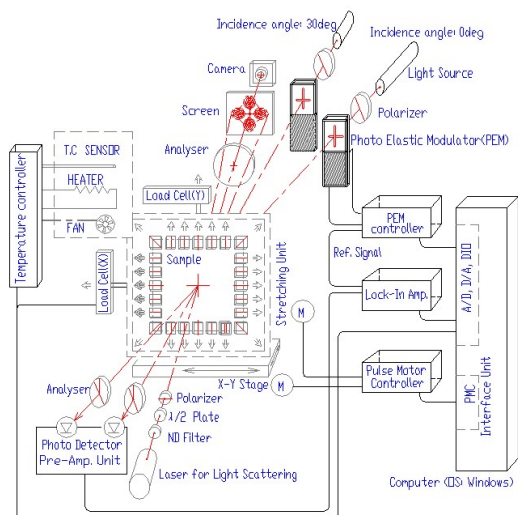 Incidence angle: 30deg
Incidence angle: 0deg
Camera
Light Source
Screen
Polarizer
Photo Elastic Modulator(PEM)
Analyser
T.C SENSOR
HEATER
FAN
Temperature controller
Load Cell(Y)
Load Cell(X)
Sample
Stretching Unit
PEM
controller
Ref. Signal
Lock-In Amp.
A/D, D/A, DIO
M
X-Y Stage
M
Pulse Motor
Controller
PMC
Interface Unit
Analyser
Polarizer
λ/2 Plate
ND Filter
Photo Detector
Pre-Amp. Unit
Laser for Light Scattering
Computer (OS: Windows)